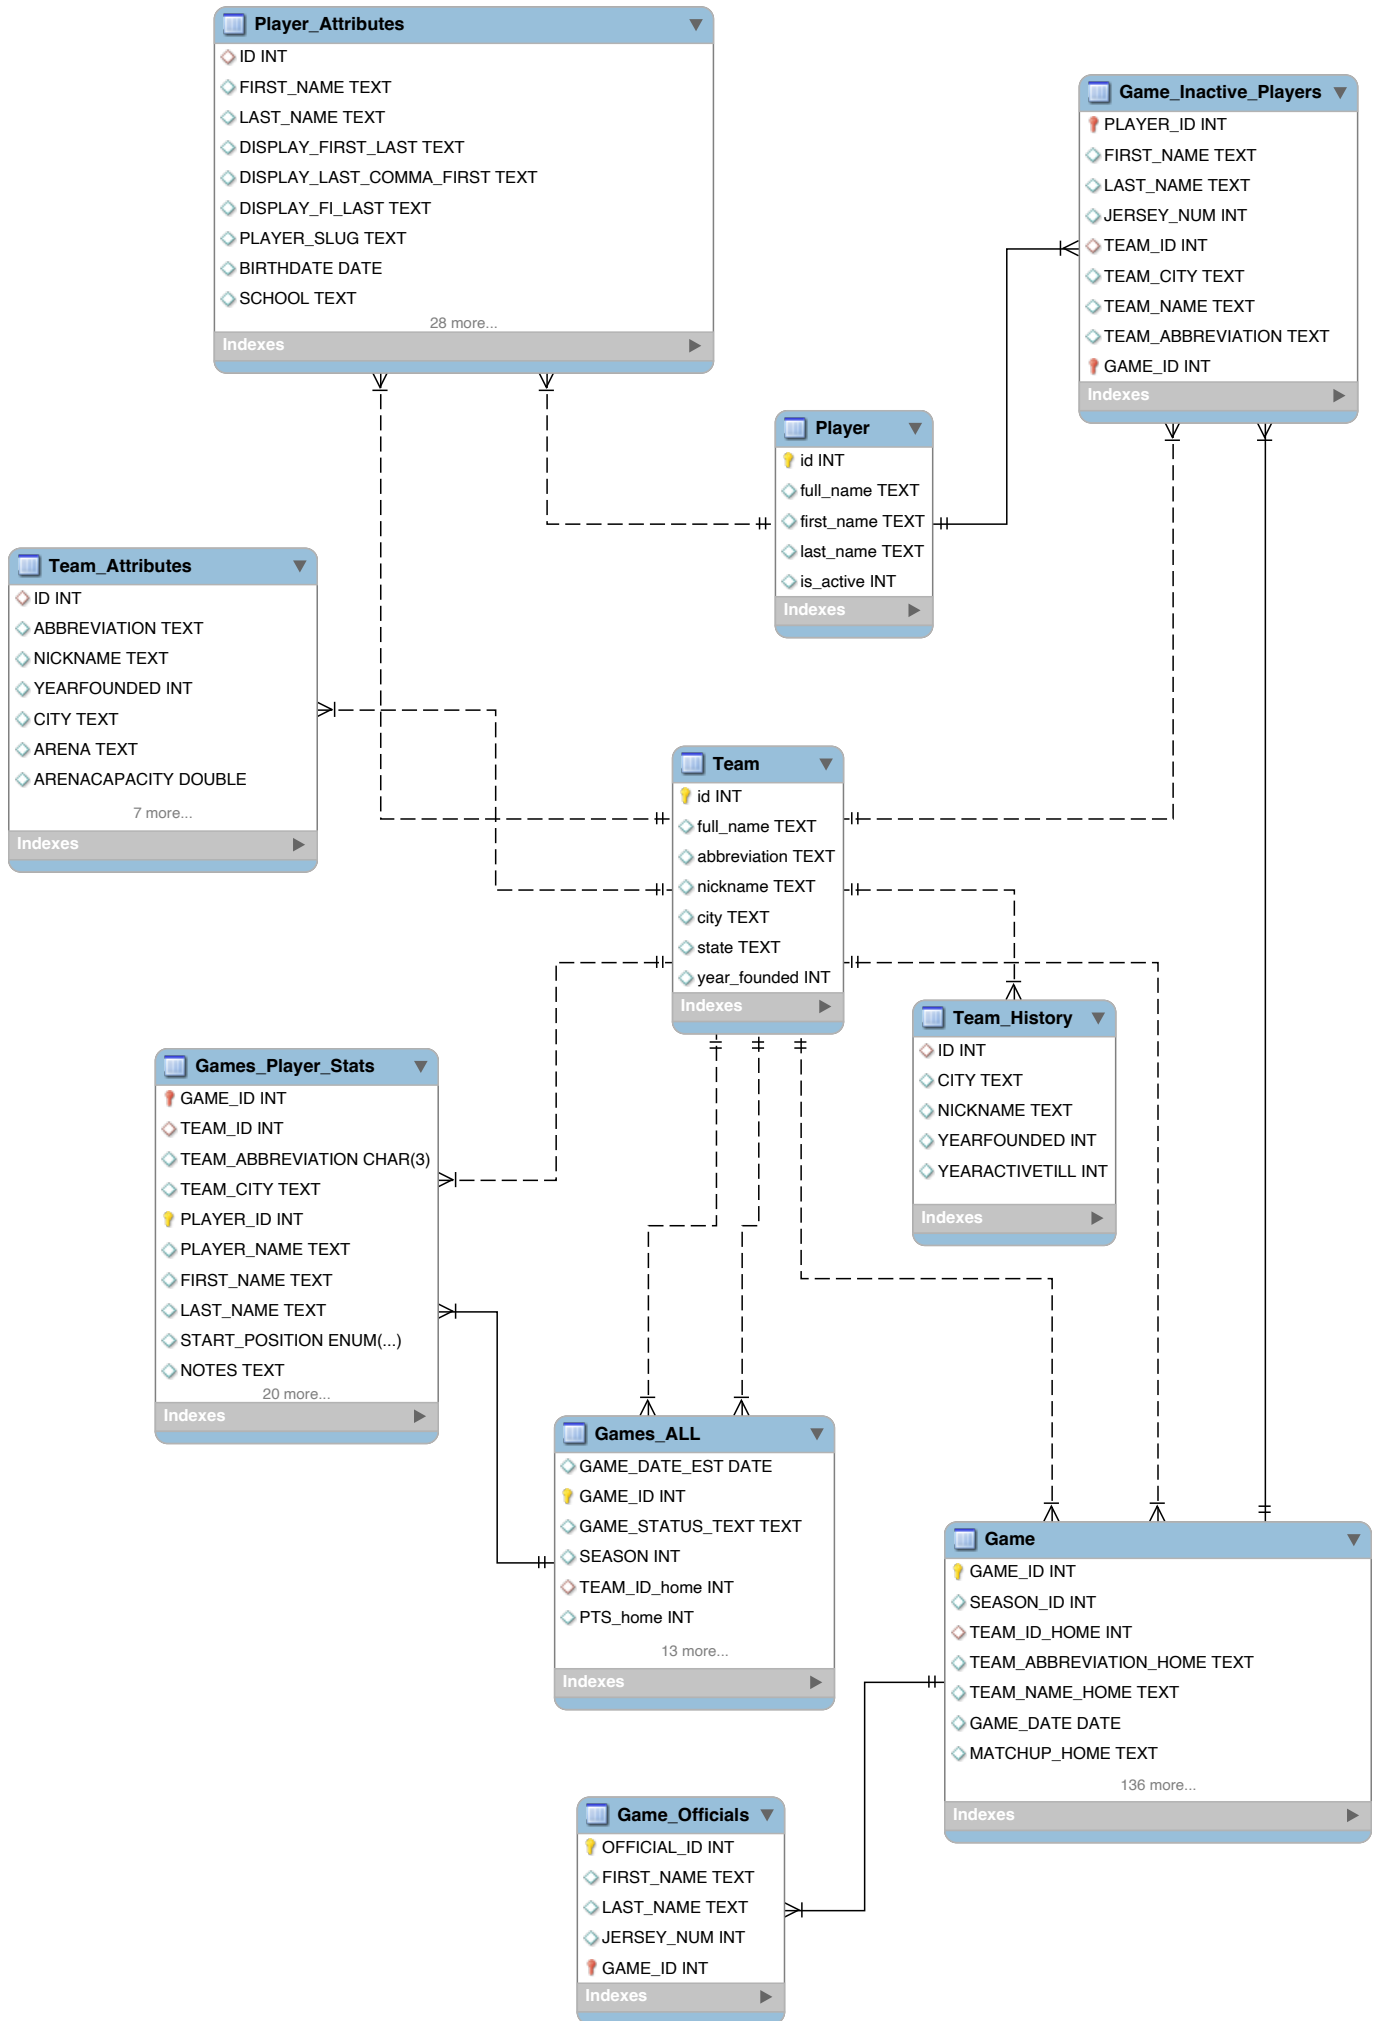 Player_Attributes
ID INT
FIRST_NAME TEXT
LAST_NAME TEXT
DISPLAY_FIRST_LAST TEXT
DISPLAY_LAST_COMMA_FIRST TEXT
DISPLAY_FI_LAST TEXT
PLAYER_SLUG TEXT
BIRTHDATE DATE
SCHOOL TEXT
28 more...
Indexes
Game_Inactive_Players
PLAYER_ID INT
FIRST_NAME TEXT
LAST_NAME TEXT
JERSEY_NUM INT
TEAM_ID INT
TEAM_CITY TEXT
TEAM_NAME TEXT
TEAM_ABBREVIATION TEXT
GAME_ID INT
Indexes
Player
id INT
full_name TEXT
first_name TEXT
last_name TEXT
is_active INT
Indexes
Team_Attributes
ID INT
ABBREVIATION TEXT
NICKNAME TEXT
YEARFOUNDED INT
CITY TEXT
ARENA TEXT
ARENACAPACITY DOUBLE
7 more...
Indexes
Team
id INT
full_name TEXT
abbreviation TEXT
nickname TEXT
city TEXT
state TEXT
year_founded INT
Indexes
Team_History
ID INT
CITY TEXT
NICKNAME TEXT
YEARFOUNDED INT
YEARACTIVETILL INT
Indexes
Games_Player_Stats
GAME_ID INT
TEAM_ID INT
TEAM_ABBREVIATION CHAR(3)
TEAM_CITY TEXT
PLAYER_ID INT
PLAYER_NAME TEXT
FIRST_NAME TEXT
LAST_NAME TEXT
START_POSITION ENUM(...)
NOTES TEXT
20 more...
Indexes
Games_ALL
GAME_DATE_EST DATE
GAME_ID INT
GAME_STATUS_TEXT TEXT
SEASON INT
TEAM_ID_home INT
PTS_home INT
13 more...
Indexes
Game
GAME_ID INT
SEASON_ID INT
TEAM_ID_HOME INT
TEAM_ABBREVIATION_HOME TEXT
TEAM_NAME_HOME TEXT
GAME_DATE DATE
MATCHUP_HOME TEXT
136 more...
Indexes
Game_Officials
OFFICIAL_ID INT
FIRST_NAME TEXT
LAST_NAME TEXT
JERSEY_NUM INT
GAME_ID INT
Indexes